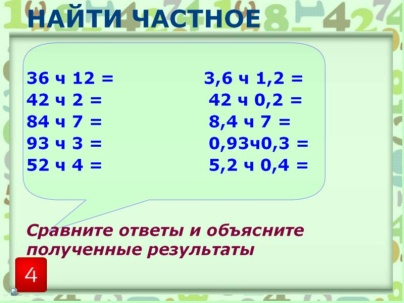 НАЙТИ ЧАСТНОЕ
36 ч 12 = 3,6 ч 1,2 =
42 ч 2 = 42 ч 0,2 =
84 ч 7 = 8,4 ч 7 =
93 ч 3 = 0,93ч0,3 =
52 ч 4 = 5,2 ч 0,4 =
Сравните ответы и объясните
полученные результаты
4